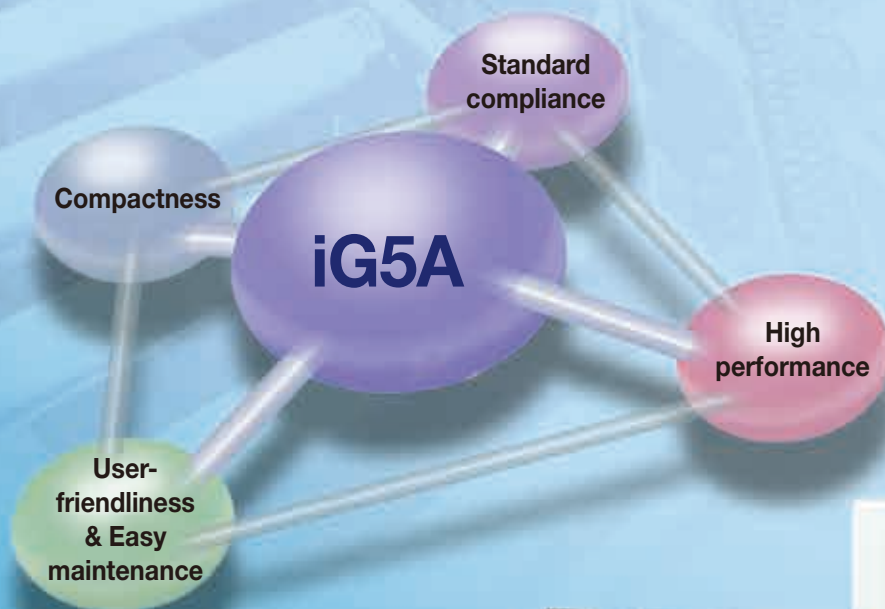 Standard
compliance
Compactness
iG5A
High
performance
User-
friendliness
& Easy
maintenance